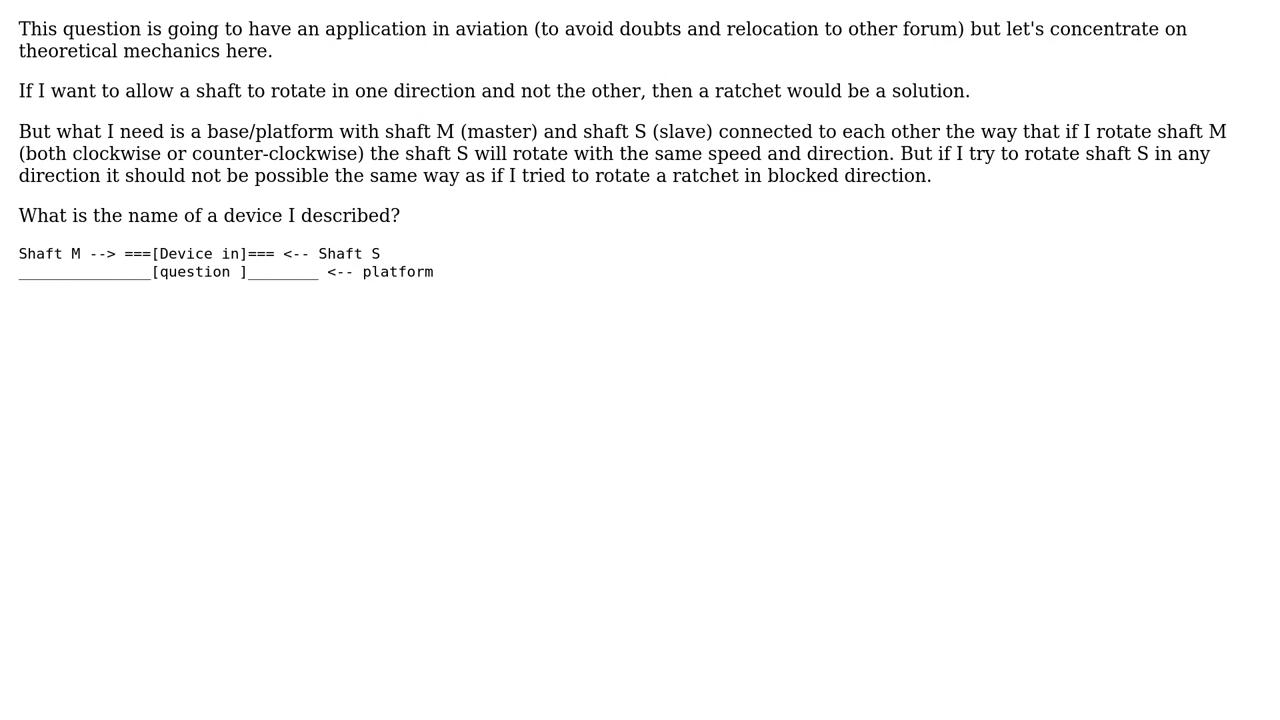 This question is going to have an application in aviation (to avoid doubts and relocation to other forum) but let's concentrate on
theoretical mechanics here.
If I want to allow a shaft to rotate in one direction and not the other, then a ratchet would be a solution.
But what I need is a base/platform with shaft M (master) and shaft S (slave) connected to each other the way that if I rotate shaft M
(both clockwise or counter-clockwise) the shaft S will rotate with the same speed and direction. But if I try to rotate shaft S in any
direction it should not be possible the same way as if I tried to rotate a ratchet in blocked direction.
What is the name of a device I described?
Shaft M --> ===[Device in]=== <-- Shaft S
_______________[question ]________ <-- platform